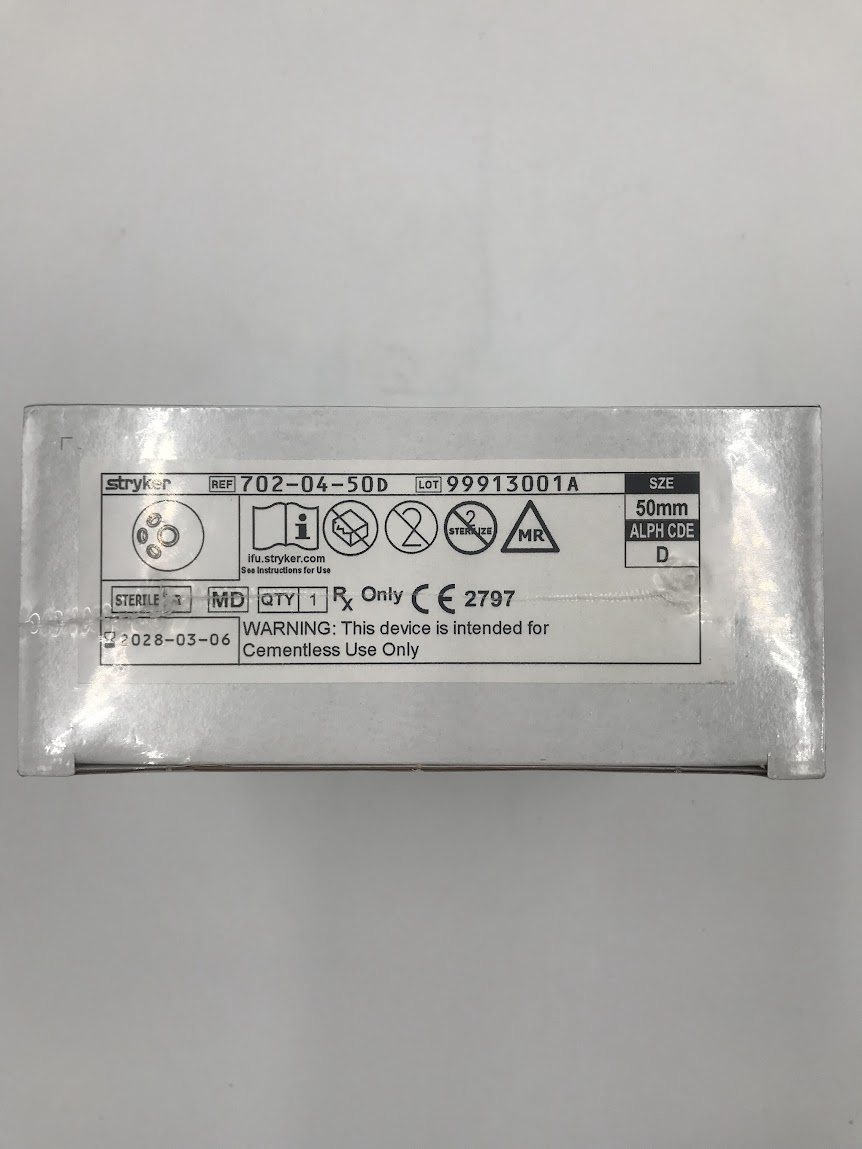 stryker REF 702-04-50D LOT 99913001A SZE
50mm
ALPH CDE
D
i 2 2 STERILIZE MR
ifu.stryker.com
See Instructions for Use
STERILE R MD QTY 1 Rx Only CE 2797
2028-03-06 WARNING: This device is intended for
Cementless Use Only